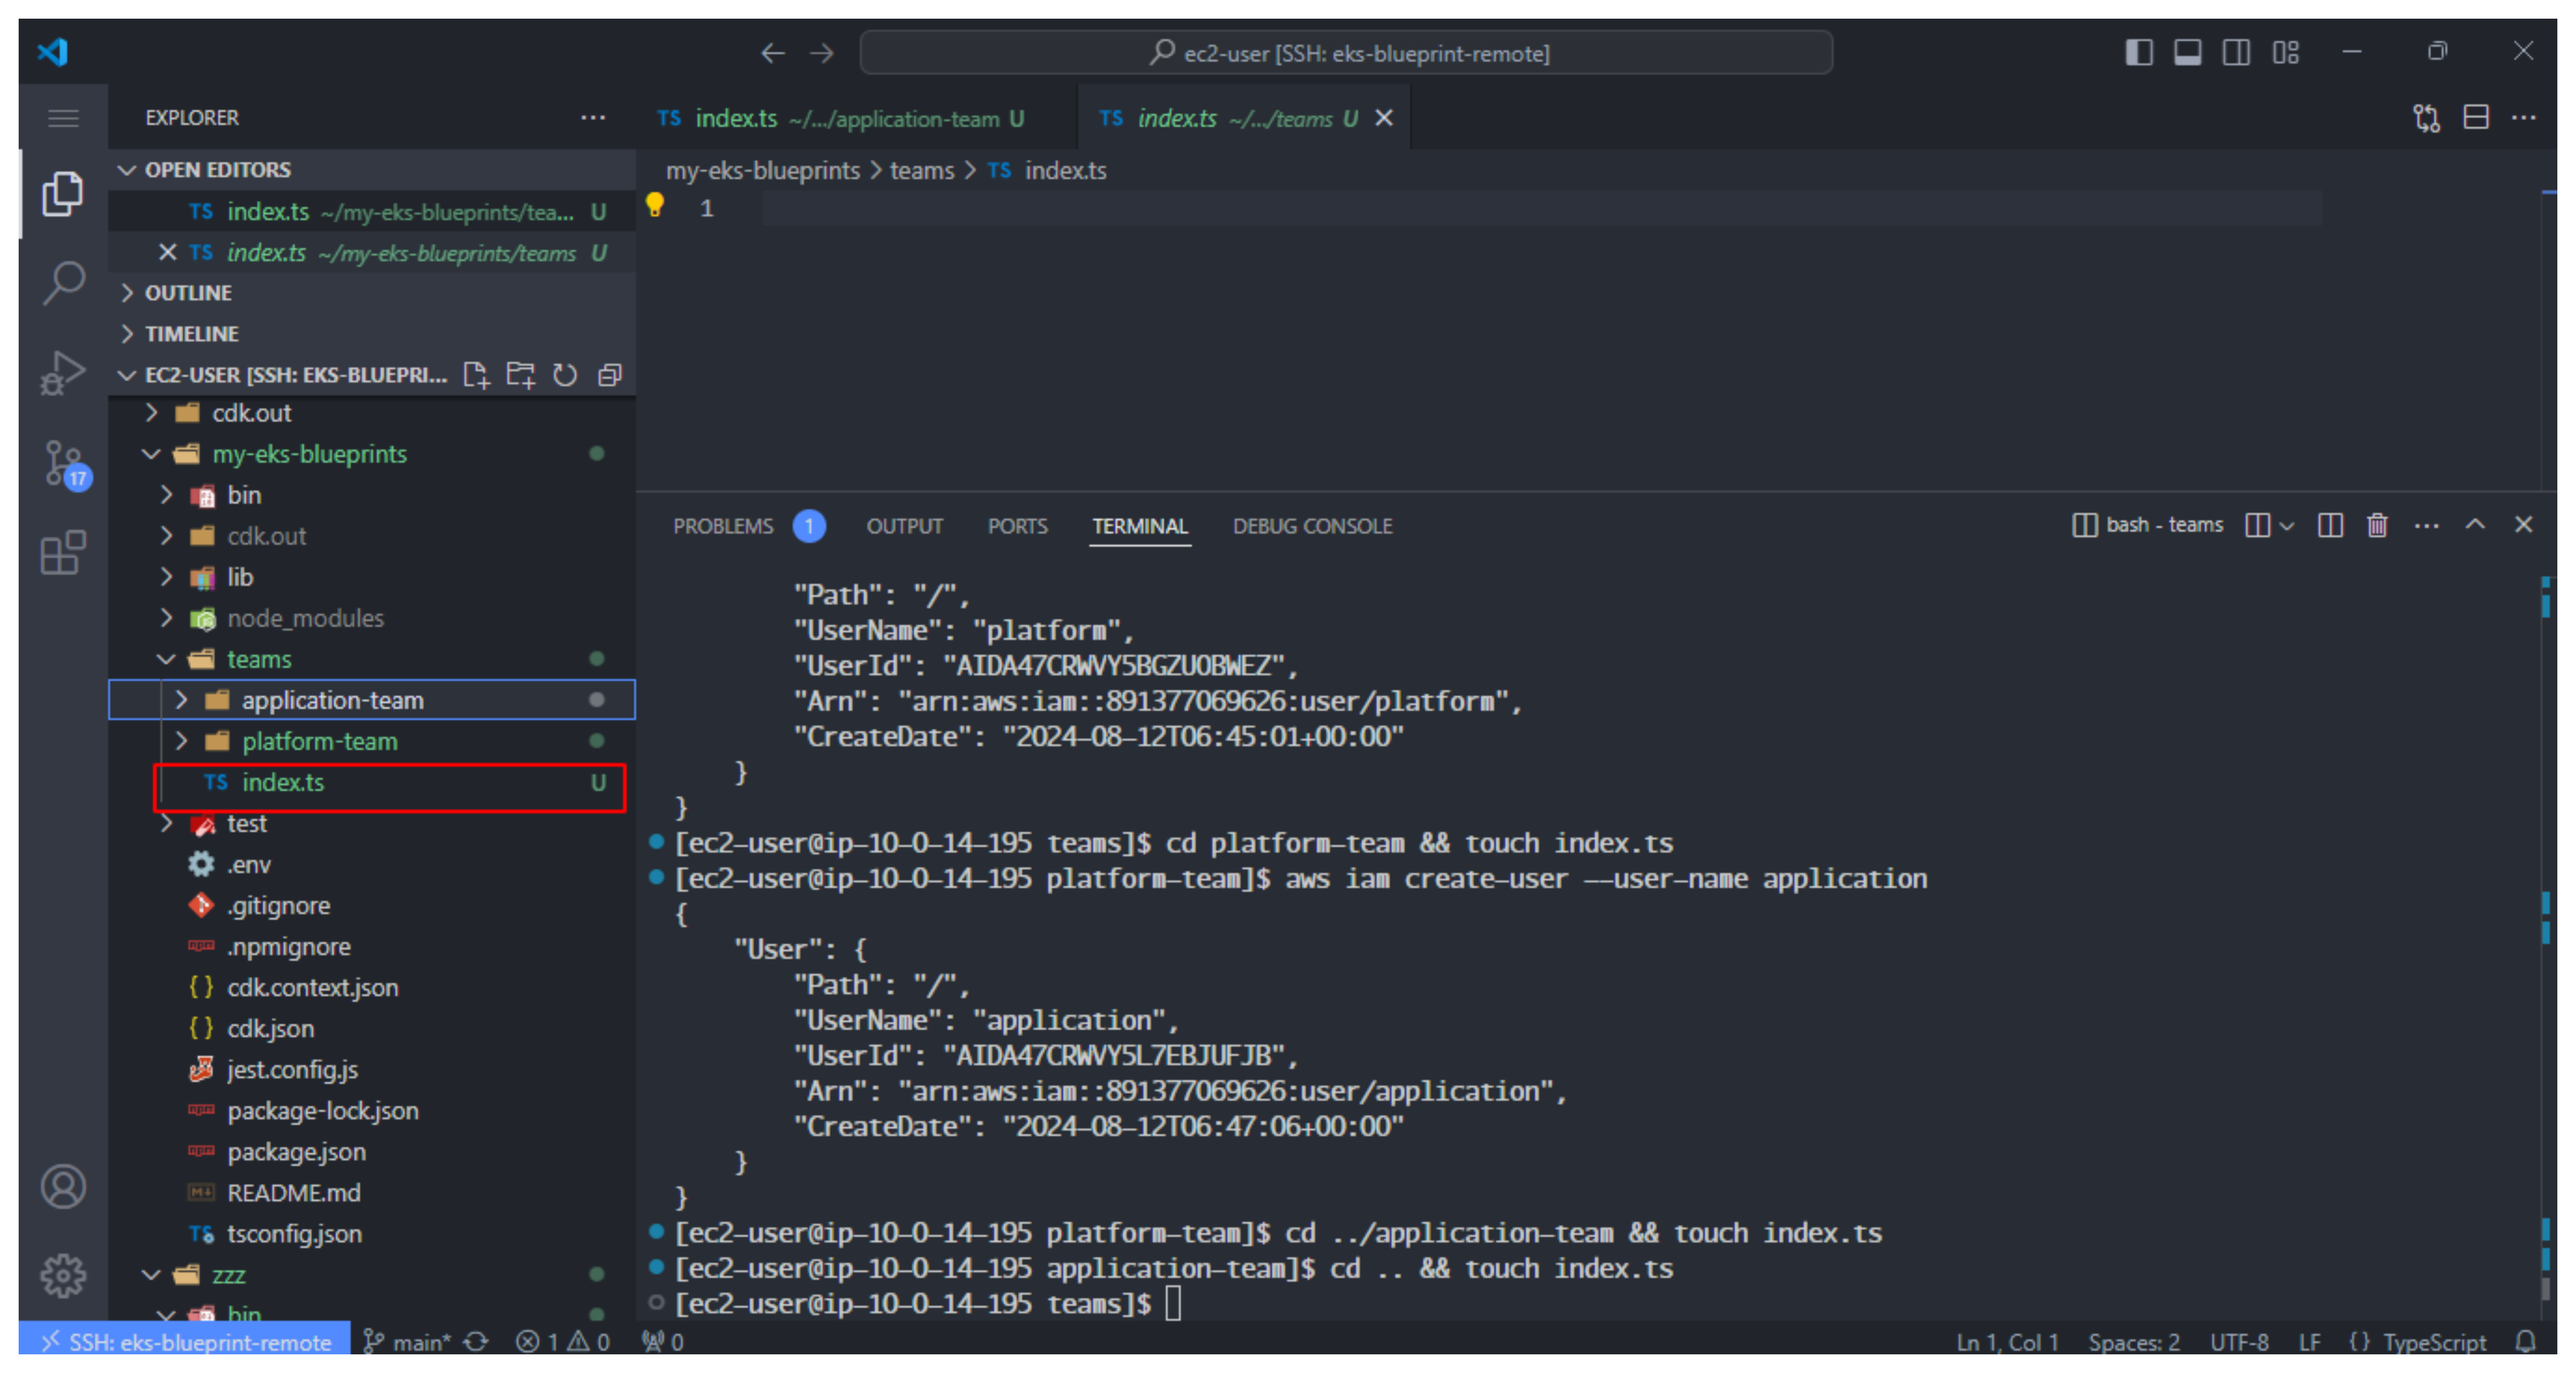 ec2-user [SSH: eks-blueprint-remote]
EXPLORER
OPEN EDITORS
TS index.ts ~/my-eks-blueprints/tea... U
TS index.ts ~/my-eks-blueprints/teams U
OUTLINE
TIMELINE
EC2-USER [SSH: EKS-BLUEPRI...
cdk.out
my-eks-blueprints
bin
cdk.out
lib
node_modules
teams
application-team
platform-team
TS index.ts U
test
.env
.gitignore
.npmignore
{} cdk.context.json
{} cdk.json
jest.config.js
package-lock.json
package.json
README.md
TS tsconfig.json
zzz
bin
17
TS index.ts ~/.../application-team U
TS index.ts ~/.../teams U
my-eks-blueprints > teams > TS index.ts
1
PROBLEMS 1 OUTPUT PORTS TERMINAL DEBUG CONSOLE
bash - teams
"Path": "/",
"UserName": "platform",
"UserId": "AIDA47CRWVY5BGZUOBWEZ",
"Arn": "arn:aws:iam::891377069626:user/platform",
"CreateDate": "2024-08-12T06:45:01+00:00"
}
}
[ec2-user@ip-10-0-14-195 teams]$ cd platform-team && touch index.ts
[ec2-user@ip-10-0-14-195 platform-team]$ aws iam create-user --user-name application
{
"User": {
"Path": "/",
"UserName": "application",
"UserId": "AIDA47CRWVY5L7EBJUFJB",
"Arn": "arn:aws:iam::891377069626:user/application",
"CreateDate": "2024-08-12T06:47:06+00:00"
}
}
[ec2-user@ip-10-0-14-195 platform-team]$ cd ../application-team && touch index.ts
[ec2-user@ip-10-0-14-195 application-team]$ cd .. && touch index.ts
[ec2-user@ip-10-0-14-195 teams]$
SSH: eks-blueprint-remote main* 1 0 0
Ln 1, Col 1 Spaces: 2 UTF-8 LF {} TypeScript